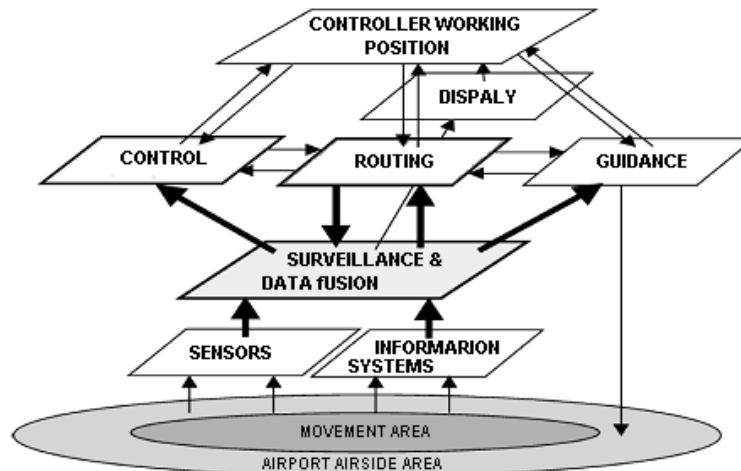 CONTROLLER WORKING
POSITION
DISPALY
CONTROL
ROUTING
GUIDANCE
SURVEILLANCE &
DATA fUSION
SENSORS
INFORMARION
SYSTEMS
MOVEMENT AREA
AIRPORT AIRSIDE AREA